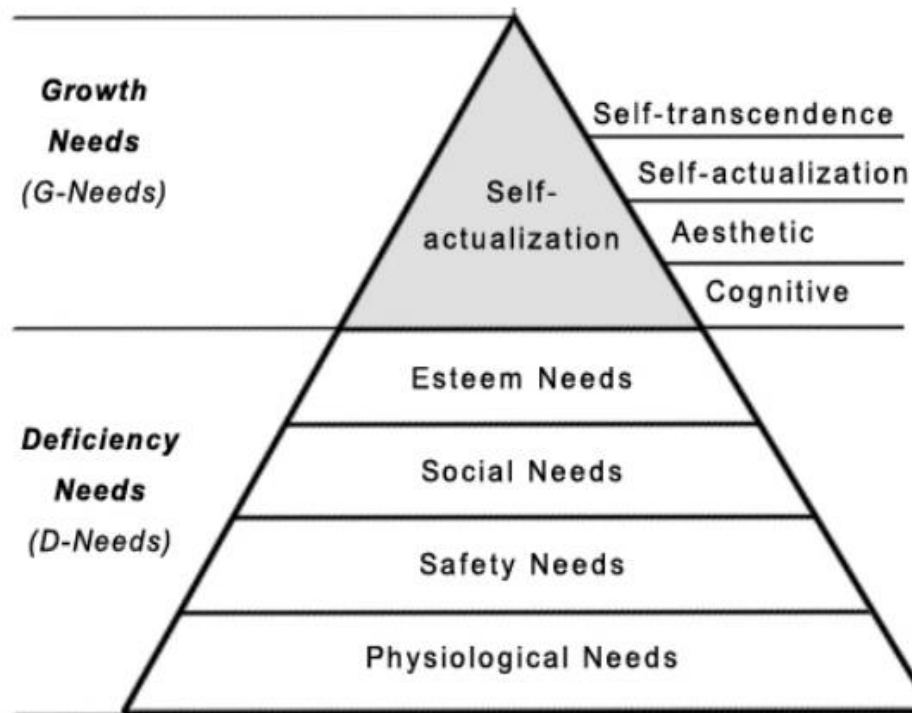 Growth
Needs
(G-Needs)
Self-
actualization
Self-transcendence
Self-actualization
Aesthetic
Cognitive
Deficiency
Needs
(D-Needs)
Esteem Needs
Social Needs
Safety Needs
Physiological Needs